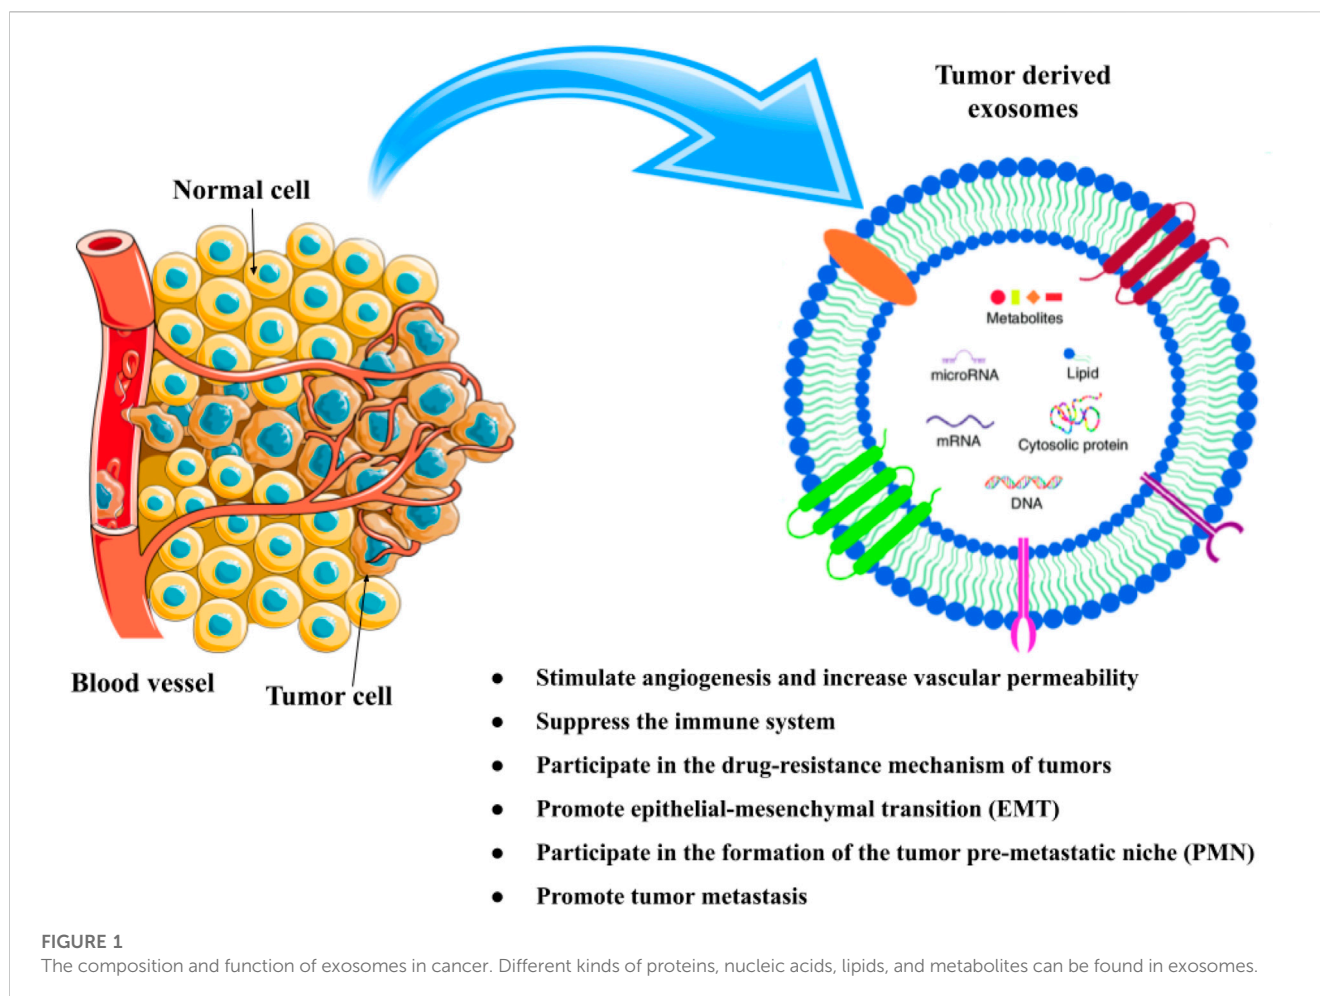 Tumor derived
exosomes
Normal cell
Metabolites
microRNA
Lipid
mRNA
Cytosolic protein
DNA
Blood vessel
Tumor cell
● Stimulate angiogenesis and increase vascular permeability
● Suppress the immune system
● Participate in the drug-resistance mechanism of tumors
● Promote epithelial-mesenchymal transition (EMT)
● Participate in the formation of the tumor pre-metastatic niche (PMN)
● Promote tumor metastasis
FIGURE 1
The composition and function of exosomes in cancer. Different kinds of proteins, nucleic acids, lipids, and metabolites can be found in exosomes.